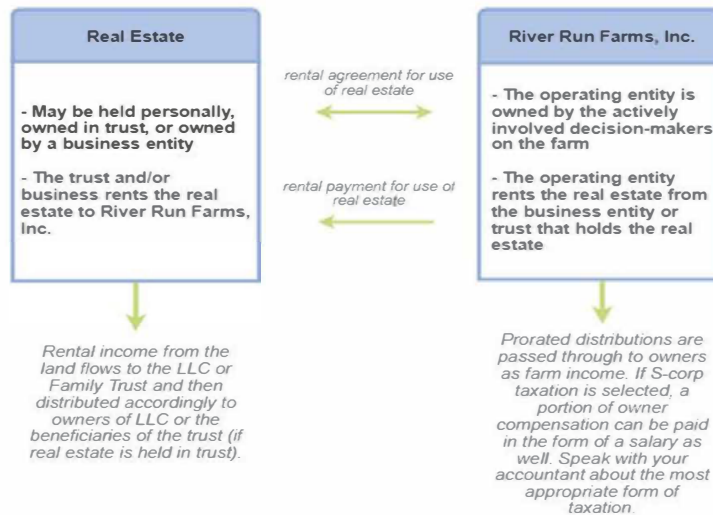 Real Estate
- May be held personally,
owned in trust, or owned
by a business entity
- The trust and/or
business rents the real
estate to River Run Farms,
Inc.
rental agreement for use
of real estate
rental payment for use of
real estate
River Run Farms, Inc.
- The operating entity is
owned by the actively
involved decision-makers
on the farm
- The operating entity
rents the real estate from
the business entity or
trust that holds the real
estate
Rental income from the
land flows to the LLC or
Family Trust and then
distributed accordingly to
owners of LLC or the
beneficiaries of the trust (if
real estate is held in trust).
Prorated distributions are
passed through to owners
as farm income. If S-corp
taxation is selected, a
portion of owner
compensation can be paid
in the form of a salary as
well. Speak with your
accountant about the most
appropriate form of
taxation.